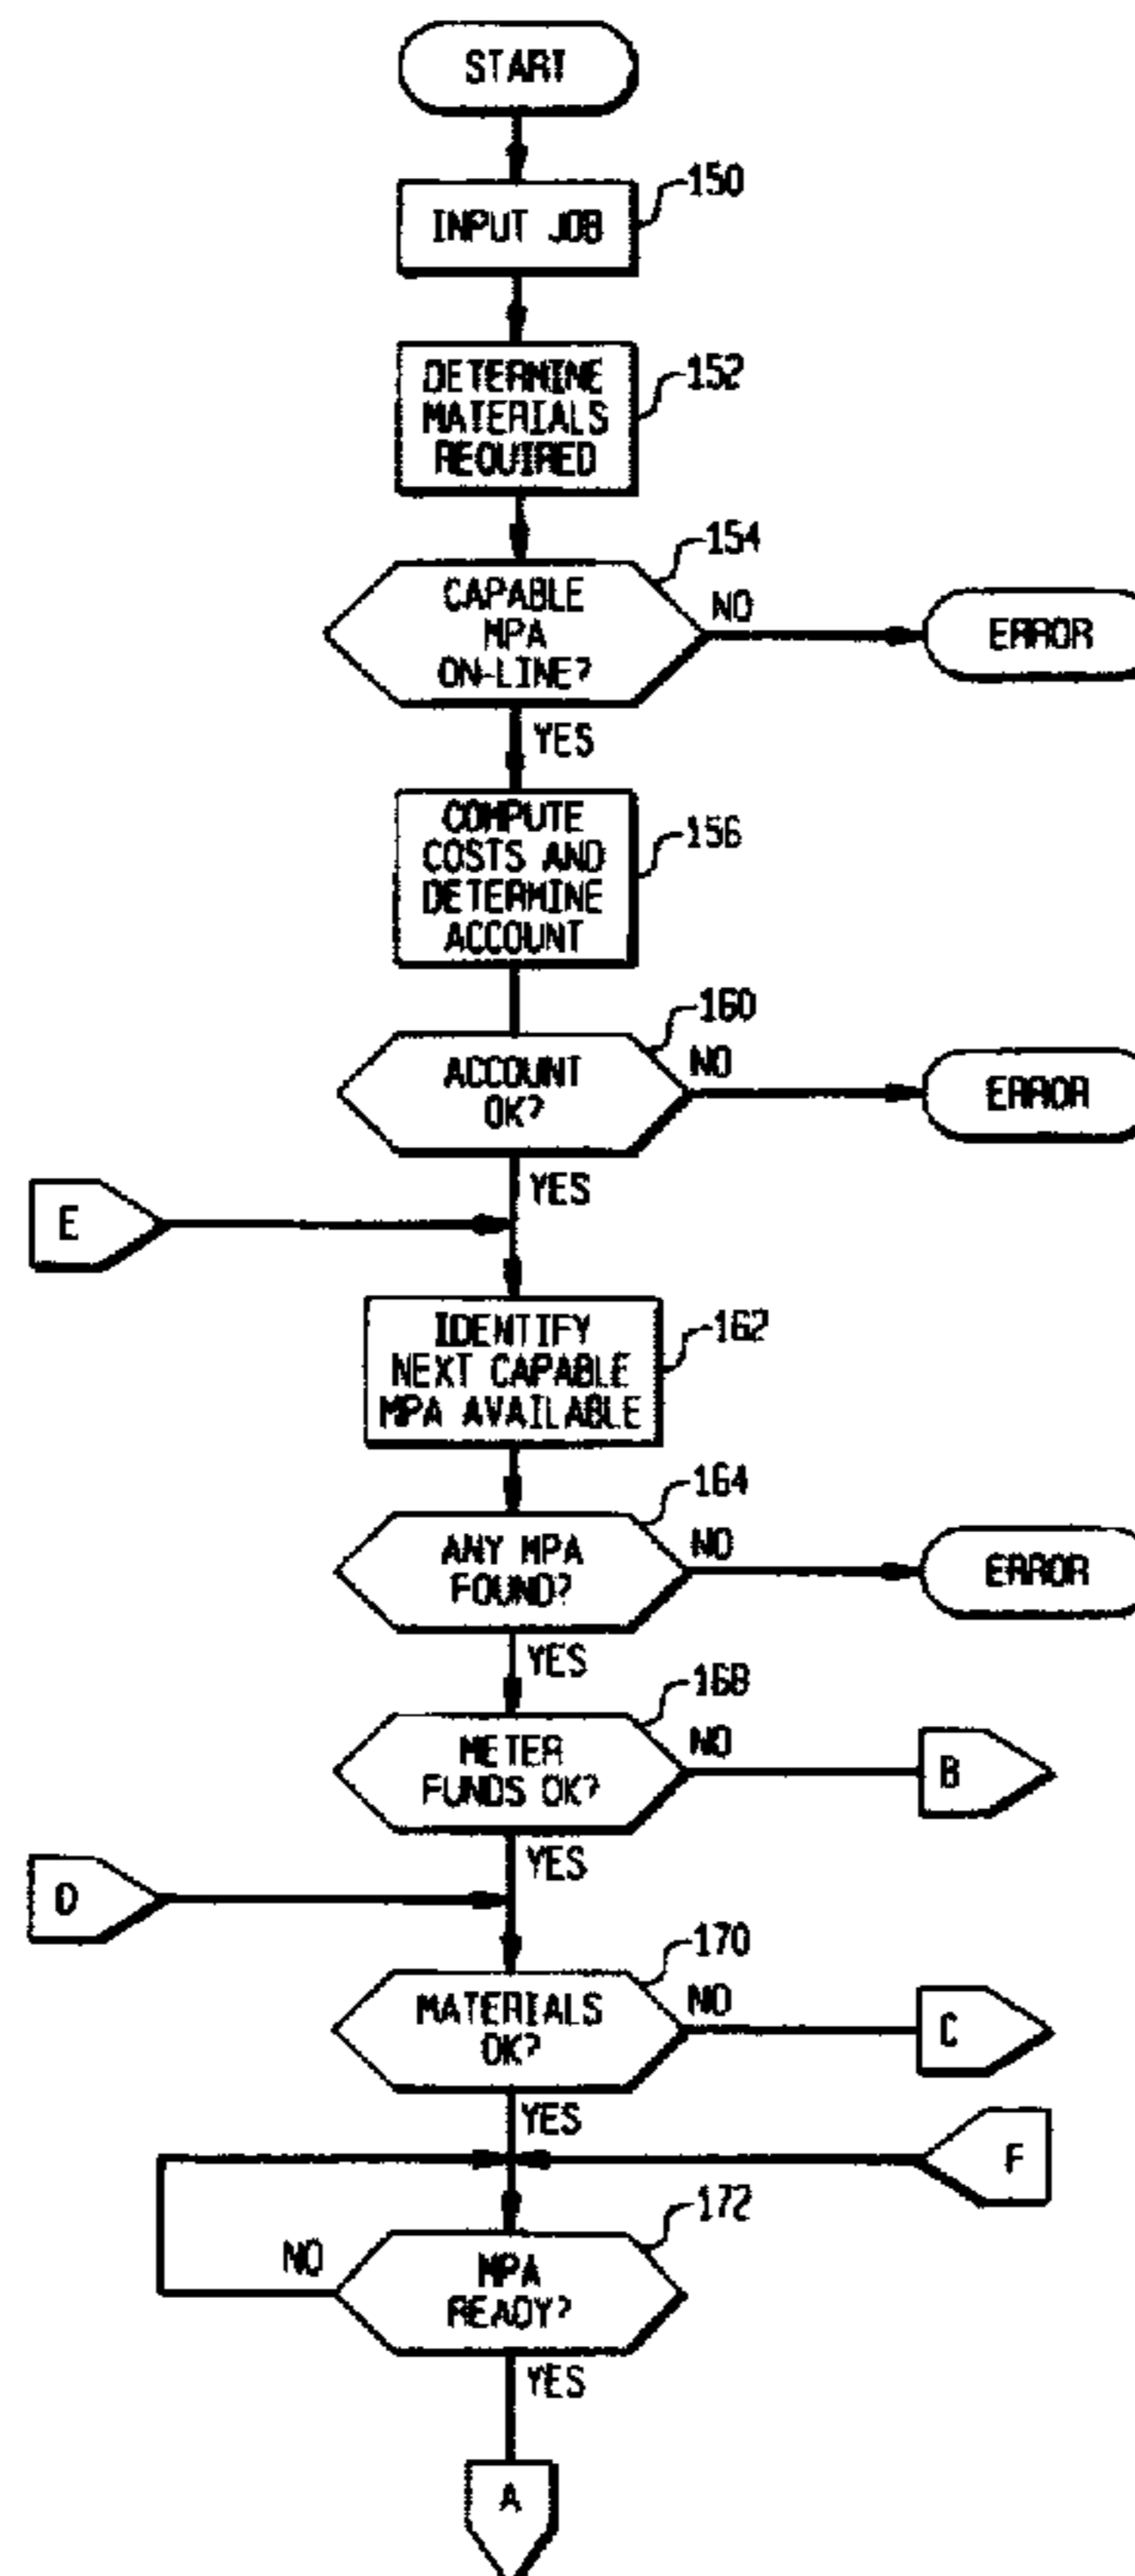 START
150
INPUT JOB
152
DETERMINE
MATERIALS
REQUIRED
154
CAPABLE
MPA
ON-LINE?
NO
ERROR
YES
COMPUTE
COSTS AND
DETERMINE
ACCOUNT
156
160
ACCOUNT
OK?
NO
ERROR
YES
E
IDENTIFY
NEXT CAPABLE
MPA AVAILABLE
162
164
ANY MPA
FOUND?
NO
ERROR
YES
168
METER
FUNDS OK?
NO
B
YES
D
170
MATERIALS
OK?
NO
C
YES
F
172
NO
MPA
READY?
YES
A